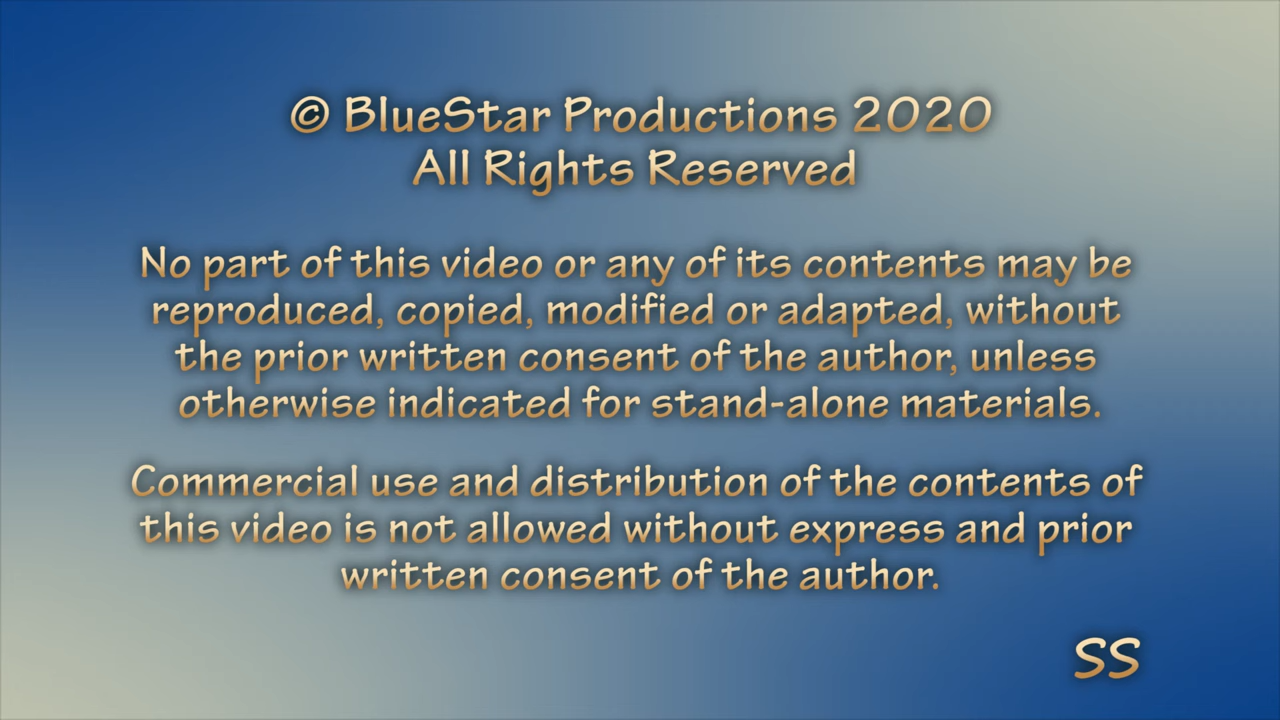 © BlueStar Productions 2020
All Rights Reserved
No part of this video or any of its contents may be
reproduced, copied, modified or adapted, without
the prior written consent of the author, unless
otherwise indicated for stand-alone materials.
Commercial use and distribution of the contents of
this video is not allowed without express and prior
written consent of the author.
SS